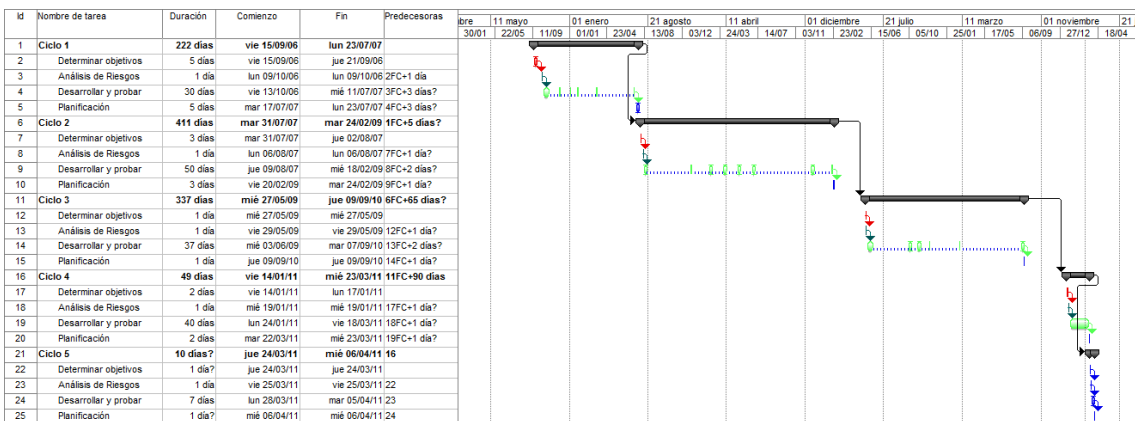 Id Nombre de tarea Duración Comienzo Fin Predecesoras
bre 11 mayo 01 enero 21 agosto 11 abril 01 diciembre 21 julio 11 marzo 01 noviembre 21
30/01 22/05 11/09 01/01 23/04 13/08 03/12 24/03 14/07 03/11 23/02 15/06 05/10 25/01 17/05 06/09 27/12 18/04
1 Ciclo 1 222 días vie 15/09/06 lun 23/07/07
2 Determinar objetivos 5 días vie 15/09/06 jue 21/09/06
3 Análisis de Riesgos 1 día lun 09/10/06 lun 09/10/06 2FC+1 día
4 Desarrollar y probar 30 días vie 13/10/06 mié 11/07/07 3FC+3 días?
5 Planificación 5 días mar 17/07/07 lun 23/07/07 4FC+3 días?
6 Ciclo 2 411 días mar 31/07/07 mar 24/02/09 1FC+5 días?
7 Determinar objetivos 3 días mar 31/07/07 jue 02/08/07
8 Análisis de Riesgos 1 día lun 06/08/07 lun 06/08/07 7FC+1 día?
9 Desarrollar y probar 50 días jue 09/08/07 mié 18/02/09 8FC+2 días?
10 Planificación 3 días vie 20/02/09 mar 24/02/09 9FC+1 día?
11 Ciclo 3 337 días mié 27/05/09 jue 09/09/10 6FC+65 días?
12 Determinar objetivos 1 día mié 27/05/09 mié 27/05/09
13 Análisis de Riesgos 1 día vie 29/05/09 vie 29/05/09 12FC+1 día?
14 Desarrollar y probar 37 días mié 03/06/09 mar 07/09/10 13FC+2 días?
15 Planificación 1 día jue 09/09/10 jue 09/09/10 14FC+1 día?
16 Ciclo 4 49 días vie 14/01/11 mié 23/03/11 11FC+90 días
17 Determinar objetivos 2 días vie 14/01/11 lun 17/01/11
18 Análisis de Riesgos 1 día mié 19/01/11 mié 19/01/11 17FC+1 día?
19 Desarrollar y probar 40 días lun 24/01/11 vie 18/03/11 18FC+1 día?
20 Planificación 2 días mar 22/03/11 mié 23/03/11 19FC+1 día?
21 Ciclo 5 10 días? jue 24/03/11 mié 06/04/11 16
22 Determinar objetivos 1 día? jue 24/03/11 jue 24/03/11
23 Análisis de Riesgos 1 día vie 25/03/11 vie 25/03/11 22
24 Desarrollar y probar 7 días lun 28/03/11 mar 05/04/11 23
25 Planificación 1 día? mié 06/04/11 mié 06/04/11 24